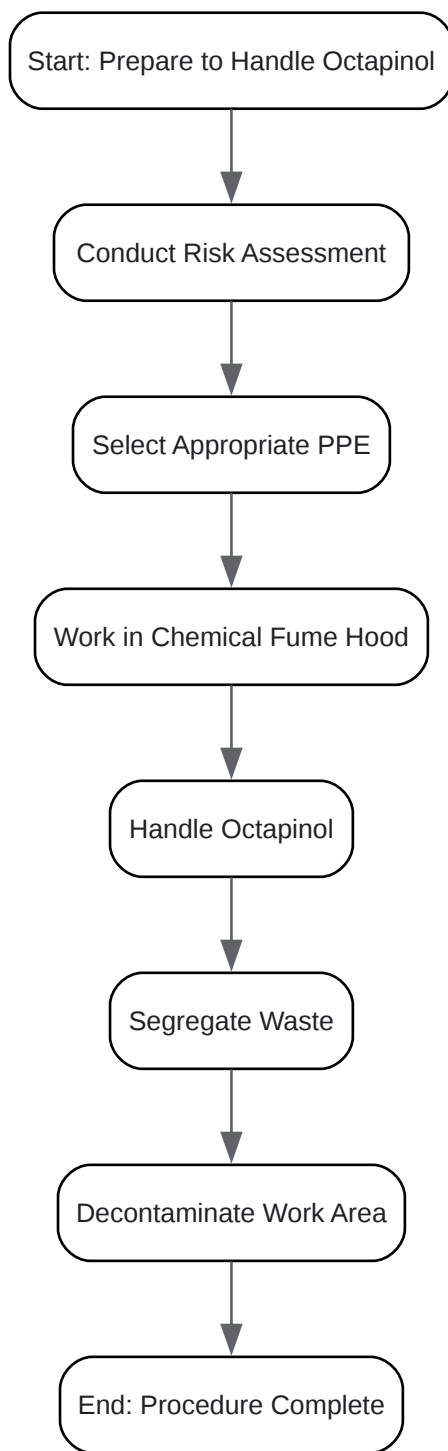 Start: Prepare to Handle Octapinol
Conduct Risk Assessment
Select Appropriate PPE
Work in Chemical Fume Hood
Handle Octapinol
Segregate Waste
Decontaminate Work Area
End: Procedure Complete